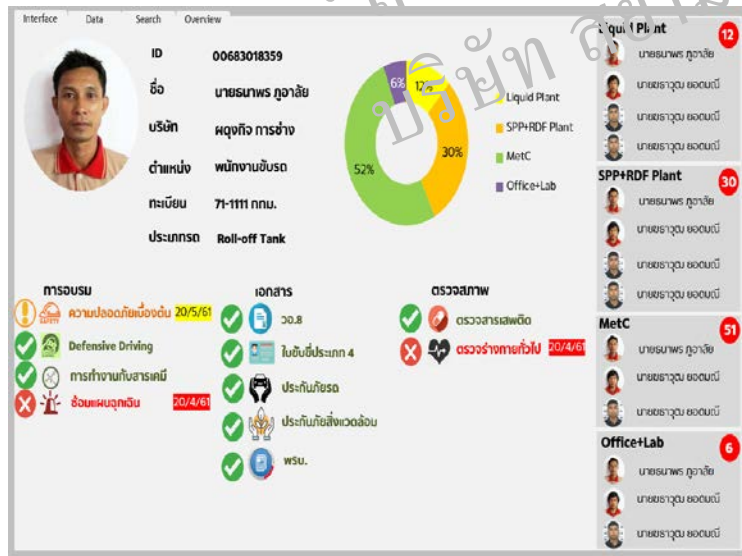 Interface Data Search Overview
ID 00683018359
ชื่อ นายธนาพร ภูอาลัย
บริษัท ผดุงกิจ การช่าง
ตำแหน่ง พนักงานขับรถ
ทะเบียน 71-1111 กทม.
ประเภทรถ Roll-off Tank
6% 12%
30%
52%
Liquid Plant
SPP+RDF Plant
MetC
Office+Lab
บริษัท
การอบรม
ความปลอดภัยเบื้องต้น 20/5/61
SAFETY
Defensive Driving
การทำงานกับสารเคมี
ซ้อมแผนฉุกเฉิน 20/4/61
เอกสาร
วอ.8
ใบขับขี่ประเภท 4
ประกันภัยรถ
ประกันภัยสิ่งแวดล้อม
พรบ.
ตรวจสภาพ
ตรวจสารเสพติด
ตรวจร่างกายทั่วไป 20/4/61
Liquid Plant 12
นายธนาพร ภูอาลัย
นายยราวุฒ ยอดมณี
นายยราวุฒ ยอดมณี
นายยราวุฒ ยอดมณี
SPP+RDF Plant 30
นายธนาพร ภูอาลัย
นายยราวุฒ ยอดมณี
นายยราวุฒ ยอดมณี
นายยราวุฒ ยอดมณี
MetC 51
นายธนาพร ภูอาลัย
นายยราวุฒ ยอดมณี
นายยราวุฒ ยอดมณี
Office+Lab 6
นายธนาพร ภูอาลัย
นายยราวุฒ ยอดมณี
นายยราวุฒ ยอดมณี